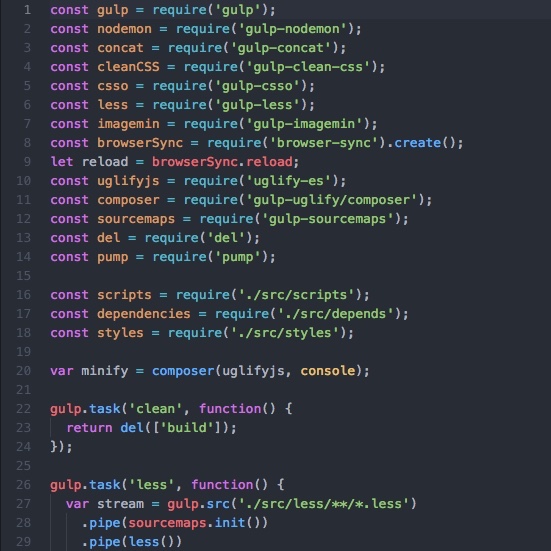 1 const gulp = require('gulp');
2 const nodemon = require('gulp-nodemon');
3 const concat = require('gulp-concat');
4 const cleanCSS = require('gulp-clean-css');
5 const csso = require('gulp-csso');
6 const less = require('gulp-less');
7 const imagemin = require('gulp-imagemin');
8 const browserSync = require('browser-sync').create();
9 let reload = browserSync.reload;
10 const uglifyjs = require('uglify-es');
11 const composer = require('gulp-uglify/composer');
12 const sourcemaps = require('gulp-sourcemaps');
13 const del = require('del');
14 const pump = require('pump');
15
16 const scripts = require('./src/scripts');
17 const dependencies = require('./src/depends');
18 const styles = require('./src/styles');
19
20 var minify = composer(uglifyjs, console);
21
22 gulp.task('clean', function() {
23   return del(['build']);
24 });
25
26 gulp.task('less', function() {
27   var stream = gulp.src('./src/less/**/*.less')
28     .pipe(sourcemaps.init())
29     .pipe(less())